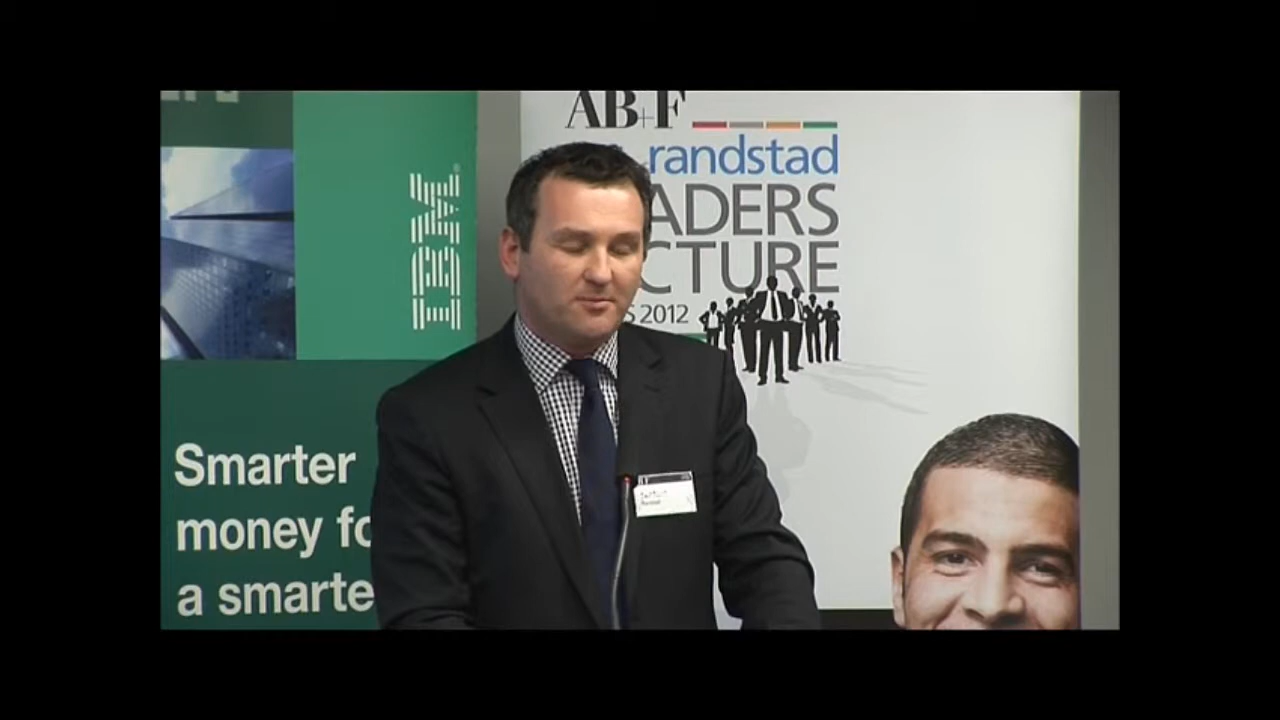 IBM
Smarter
money fo
a smarte
AB+F
randstad
ADERS
CTURE
S 2012